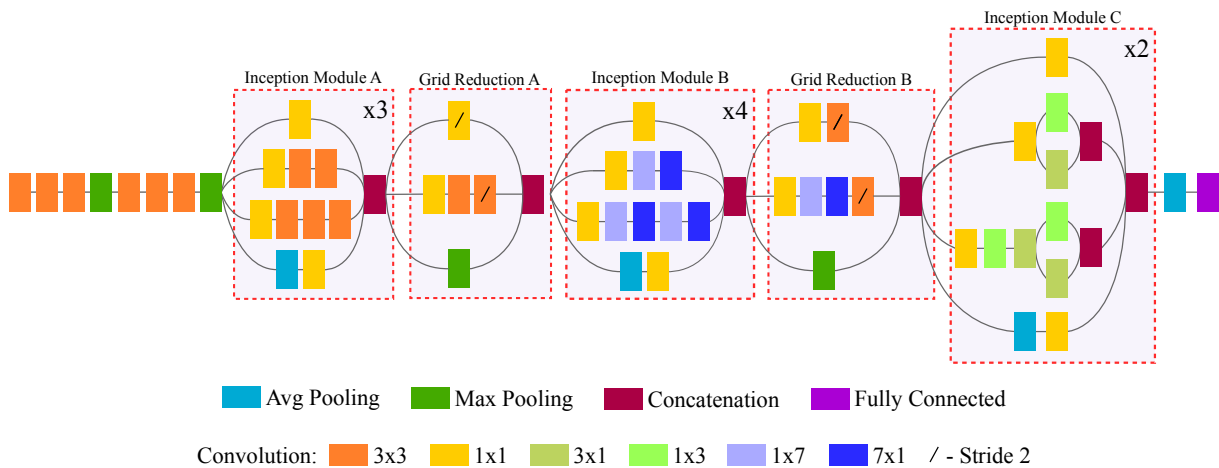 Inception Module C
x2
Inception Module A
x3
Grid Reduction A
Inception Module B
x4
Grid Reduction B
/
/
/
/
Avg Pooling Max Pooling Concatenation Fully Connected
Convolution: 3x3 1x1 3x1 1x3 1x7 7x1 / - Stride 2